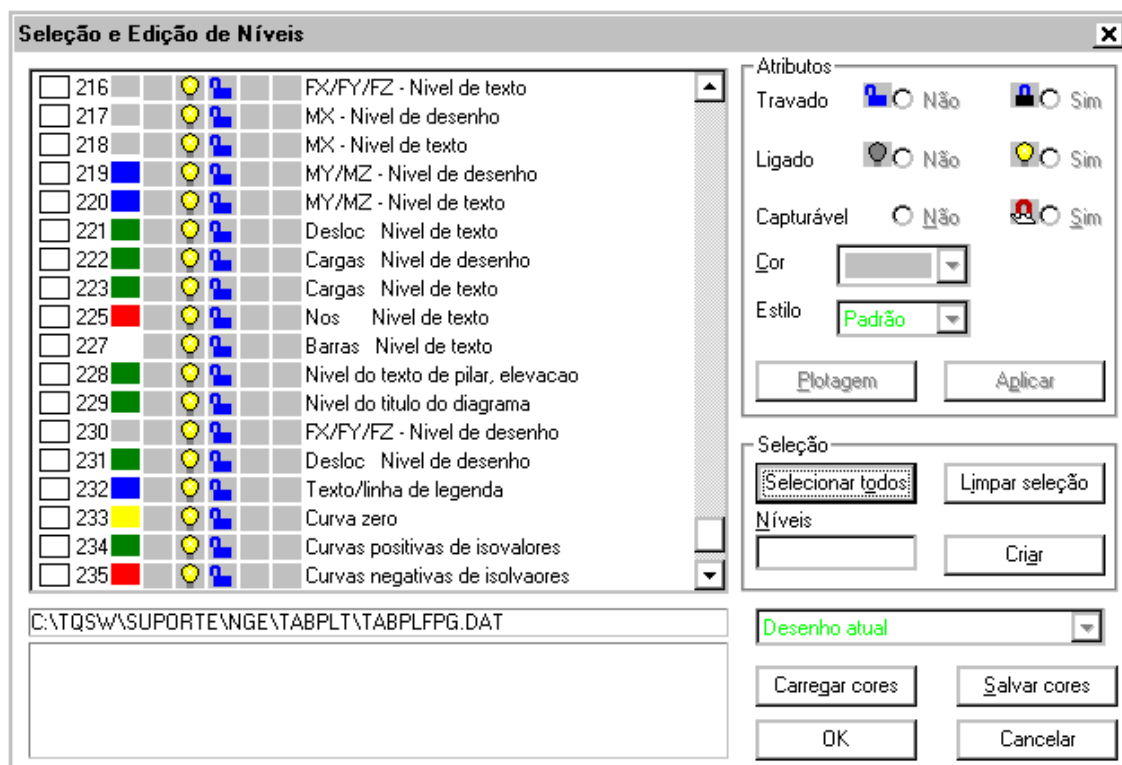 Seleção e Edição de Níveis
216 FX/FY/FZ - Nivel de texto
217 MX - Nivel de desenho
218 MX - Nivel de texto
219 MY/MZ - Nivel de desenho
220 MY/MZ - Nivel de texto
221 Desloc Nivel de texto
222 Cargas Nivel de desenho
223 Cargas Nivel de texto
225 Nos Nivel de texto
227 Barras Nivel de texto
228 Nivel do texto de pilar, elevacao
229 Nivel do titulo do diagrama
230 FX/FY/FZ - Nivel de desenho
231 Desloc Nivel de desenho
232 Texto/linha de legenda
233 Curva zero
234 Curvas positivas de isovalores
235 Curvas negativas de isolvaores
C:\TQSW\SUPORTE\NGE\TABPLT\TABPLFPG.DAT
Atributos
Travado Não Sim
Ligado Não Sim
Capturável Não Sim
Cor
Estilo Padrão
Plotagem Aplicar
Seleção
Selecionar todos Limpar seleção
Níveis
Criar
Desenho atual
Carregar cores Salvar cores
OK Cancelar